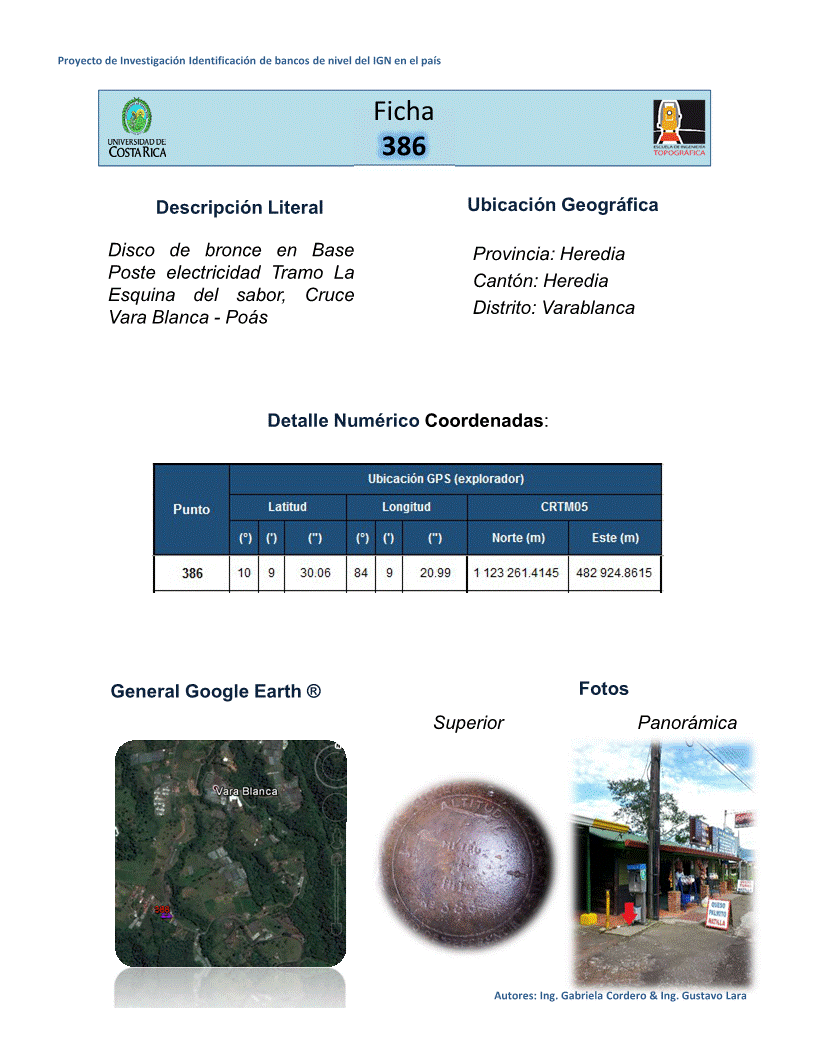 Proyecto de Investigación Identificación de bancos de nivel del IGN en el país
UNIVERSIDAD DE
COSTA RICA
Ficha
386
ESCUELA DE INGENIERÍA
TOPOGRÁFICA
Descripción Literal
Disco de bronce en Base
Poste electricidad Tramo La
Esquina del sabor, Cruce
Vara Blanca - Poás
Ubicación Geográfica
Provincia: Heredia
Cantón: Heredia
Distrito: Varablanca
Detalle Numérico Coordenadas:
Punto
Ubicación GPS (explorador)
Latitud Longitud CRTM05
(°) (') (") (°) (') (") Norte (m) Este (m)
386 10 9 30.06 84 9 20.99 1 123 261.4145 482 924.8615
General Google Earth ®
Fotos
Superior Panorámica
Vara Blanca
386
ALTITUD
QUESO
PALMITO
NATILLA
Autores: Ing. Gabriela Cordero & Ing. Gustavo Lara